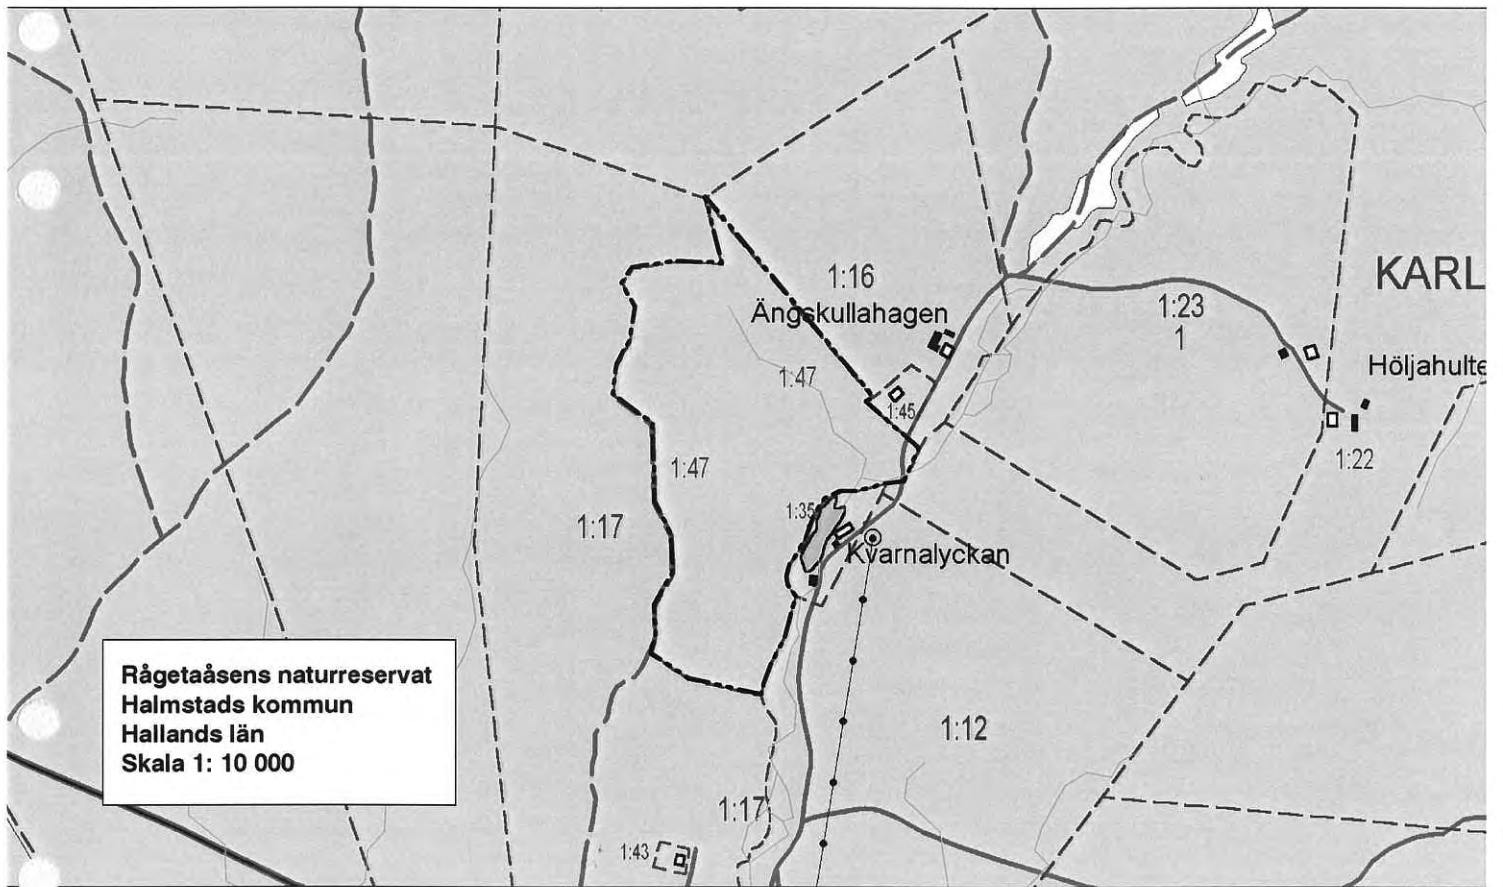 KARL
1:16
Ängskullahagen
1:23
1
Höljahulte
1:47
1:45
1:22
1:47
1:35
1:17
Kvarnalyckan
Rågetaåsens naturreservat
Halmstads kommun
Hallands län
Skala 1: 10 000
1:12
1:17
1:43